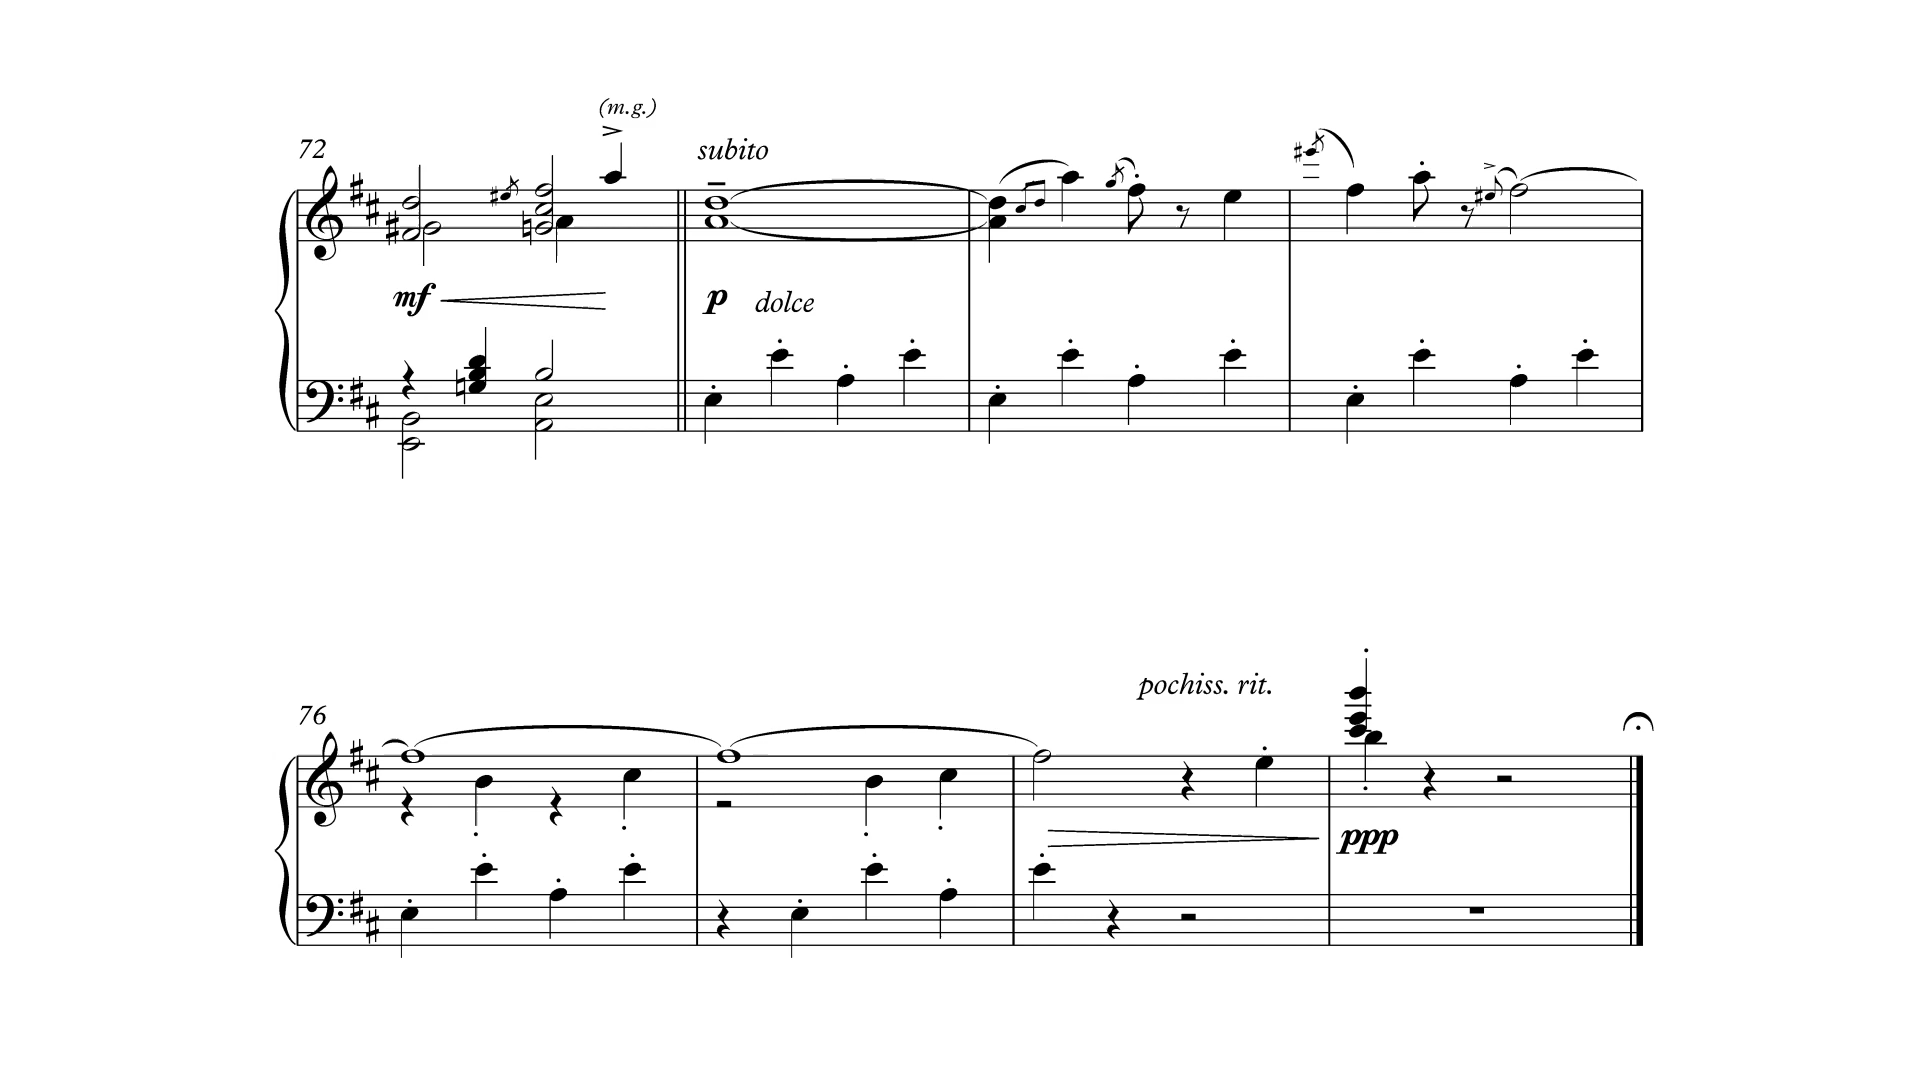 (m.g.)
72 subito
mf p dolce
pochiss. rit.
76
ppp